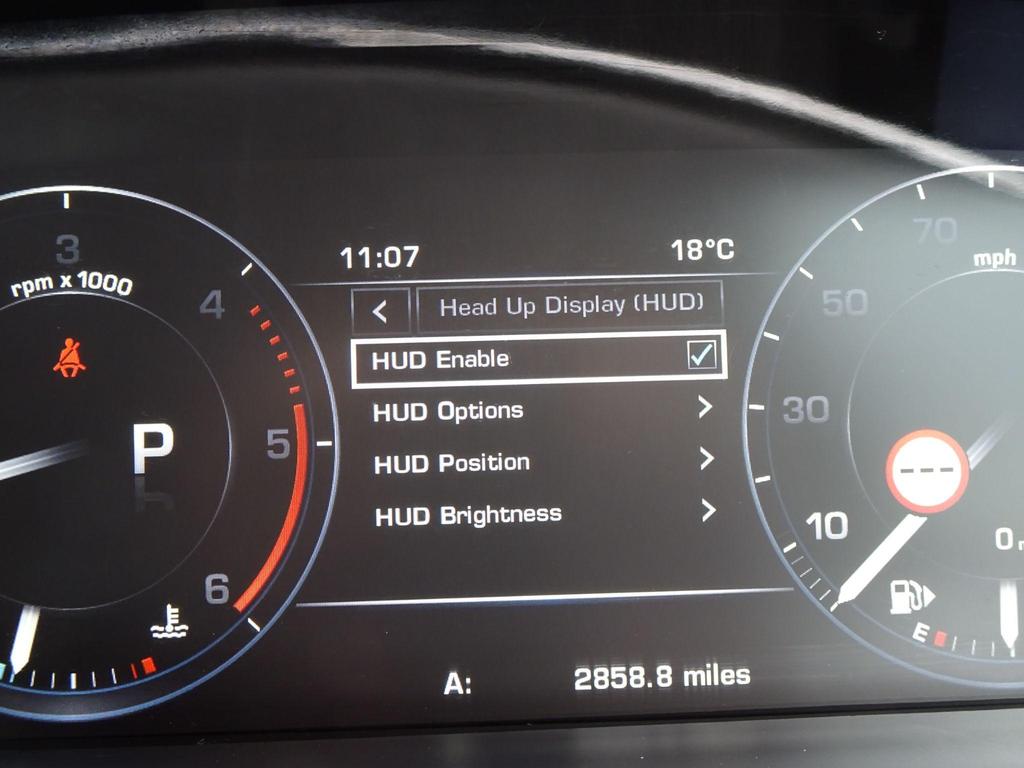 11:07 18°C
< Head Up Display (HUD)
HUD Enable
HUD Options >
HUD Position >
HUD Brightness >
A: 2858.8 miles
3
rpm x 1000
4
5
6
P
70
mph
50
30
10
---
0
E